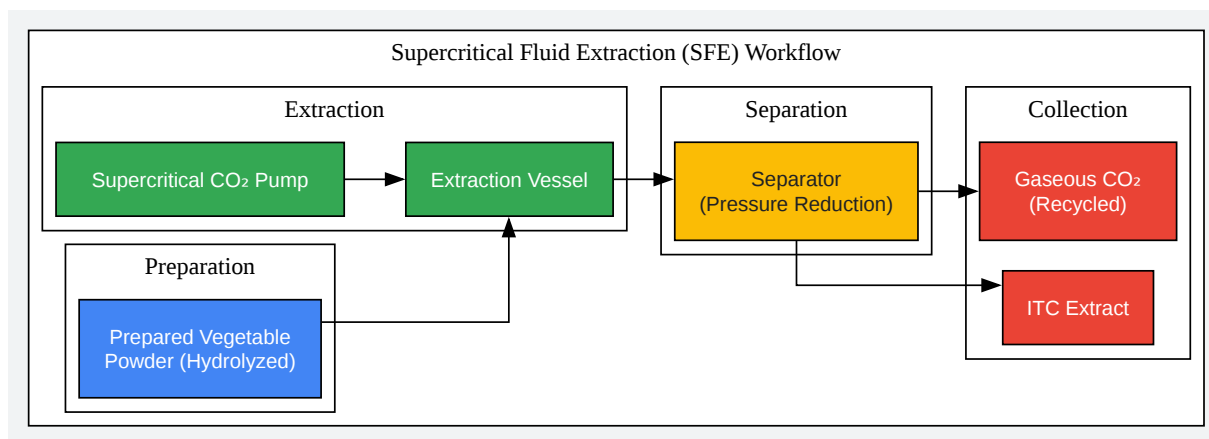 Supercritical Fluid Extraction (SFE) Workflow
Extraction
Supercritical CO₂ Pump
Extraction Vessel
Separation
Separator
(Pressure Reduction)
Collection
Gaseous CO₂
(Recycled)
ITC Extract
Preparation
Prepared Vegetable
Powder (Hydrolyzed)